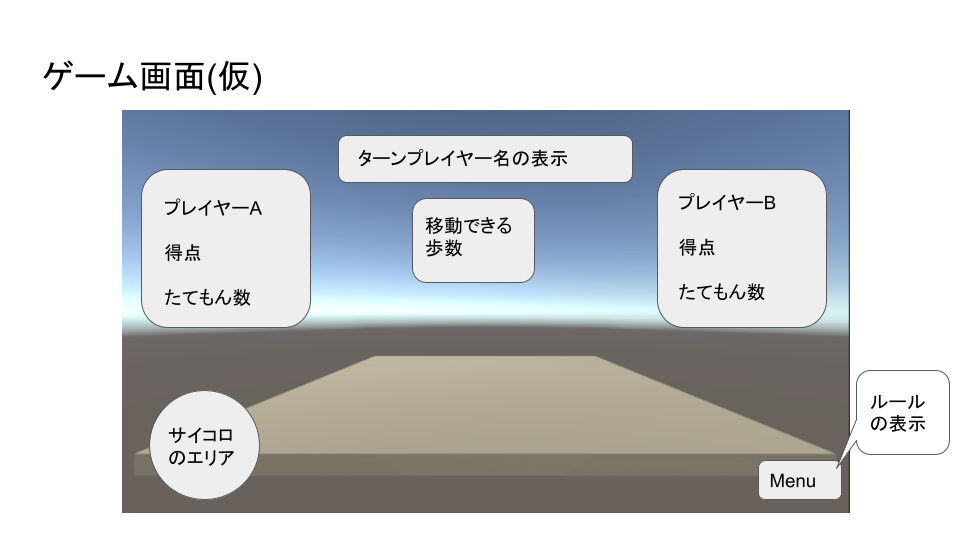 ゲーム画面(仮)
ターンプレイヤー名の表示
プレイヤーA
得点
たてもん数
移動できる
歩数
プレイヤーB
得点
たてもん数
サイコロ
のエリア
ルール
の表示
Menu